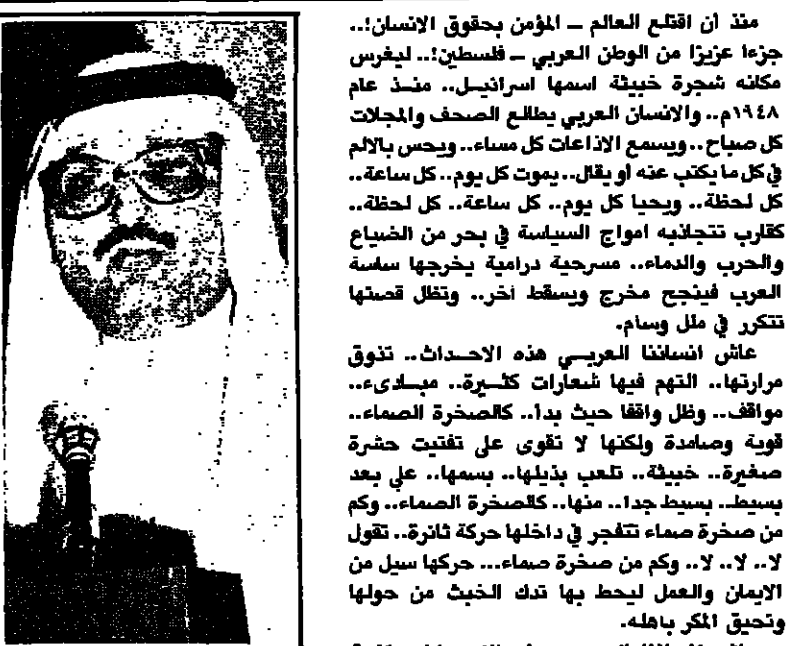 منذ أن اقتلع العالم ــ المؤمن بحقوق الانسان!..
جزءا عزيزا من الوطن العربي ــ فلسطين!.. ليغرس
مكانه شجرة خبيثة اسمها اسرائيل.. منذ عام
١٩٤٨م.. والانسان العربي يطالع الصحف والمجلات
كل صباح.. ويسمع الاذاعات كل مساء.. ويحس بالالم
في كل ما يكتب عنه أو يقال.. يموت كل يوم.. كل ساعة..
كل لحظة.. ويحيا كل يوم.. كل ساعة.. كل لحظة..
كقارب تتجاذبه امواج السياسة في بحر من الضياع
والحرب والدماء.. مسرحية درامية يخرجها ساسة
العرب فينجح مخرج ويسقط آخر.. وتظل قصتها
تتكرر في ملل وسأم.
عاش انساننا العربي هذه الاحداث.. تذوق
مرارتها.. التهم فيها شعارات كثيرة.. مبادىء..
مواقف.. وظل واقفا حيث بدأ.. كالصخرة الصماء..
قوية وصامدة ولكنها لا تقوى على تفتيت حشرة
صغيرة.. خبيثة.. تلعب بذيلها.. بسمها.. على بعد
بسيط.. بسيط جدا.. منها.. كالصخرة الصماء.. وكم
من صخرة صماء تتفجر في داخلها حركة ثائرة.. تقول
لا.. لا.. لا.. وكم من صخرة صماء... حركها سيل من
الايمان والعمل ليحط بها تدك الخبث من حولها
وتحيق المكر باهله.